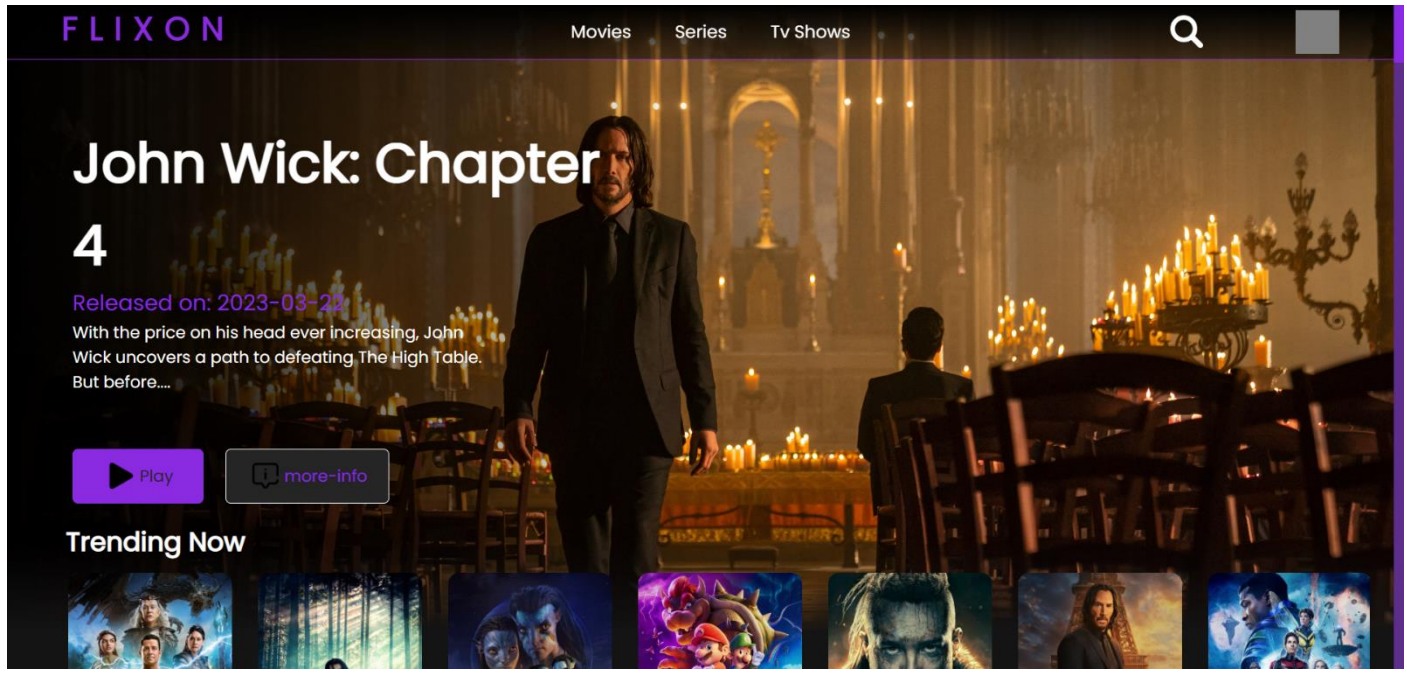 FLIXON
Movies Series Tv Shows
John Wick: Chapter
4
Released on: 2023-03-22
With the price on his head ever increasing, John
Wick uncovers a path to defeating The High Table.
But before....
Play more-info
Trending Now